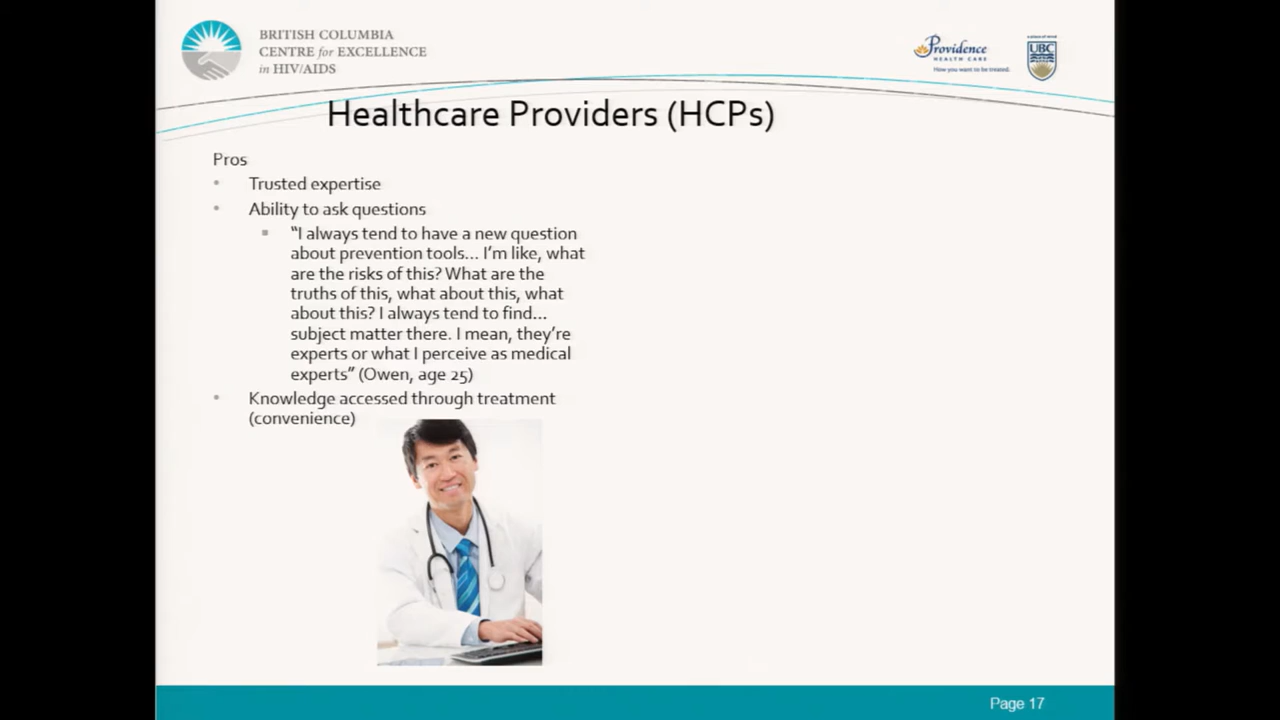 BRITISH COLUMBIA
CENTRE for EXCELLENCE
in HIV/AIDS
Providence
HEALTH CARE
How you want to be treated.
a place of mind
UBC
Healthcare Providers (HCPs)
Pros
• Trusted expertise
• Ability to ask questions
▪ “I always tend to have a new question
about prevention tools... I’m like, what
are the risks of this? What are the
truths of this, what about this, what
about this? I always tend to find...
subject matter there. I mean, they’re
experts or what I perceive as medical
experts” (Owen, age 25)
• Knowledge accessed through treatment
(convenience)
Page 17